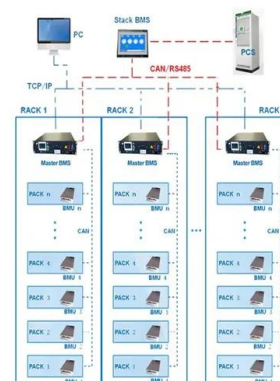 Stack BMS
PC
PCS
CAN/RS485
TCP/IP
RACK 1
RACK 2
RACK
Master BMS
Master BMS
Master BMS
PACK n
PACK n
PACK n
BMU n
BMU n
BMU n
CAN
CAN
CAN
PACK 4
PACK 4
PACK 4
BMU 4
BMU 4
BMU 4
PACK 3
PACK 3
PACK 3
BMU 3
BMU 3
BMU 3
PACK 2
PACK 2
PACK 2
BMU 2
BMU 2
BMU 2
PACK 1
PACK 1
PACK 1